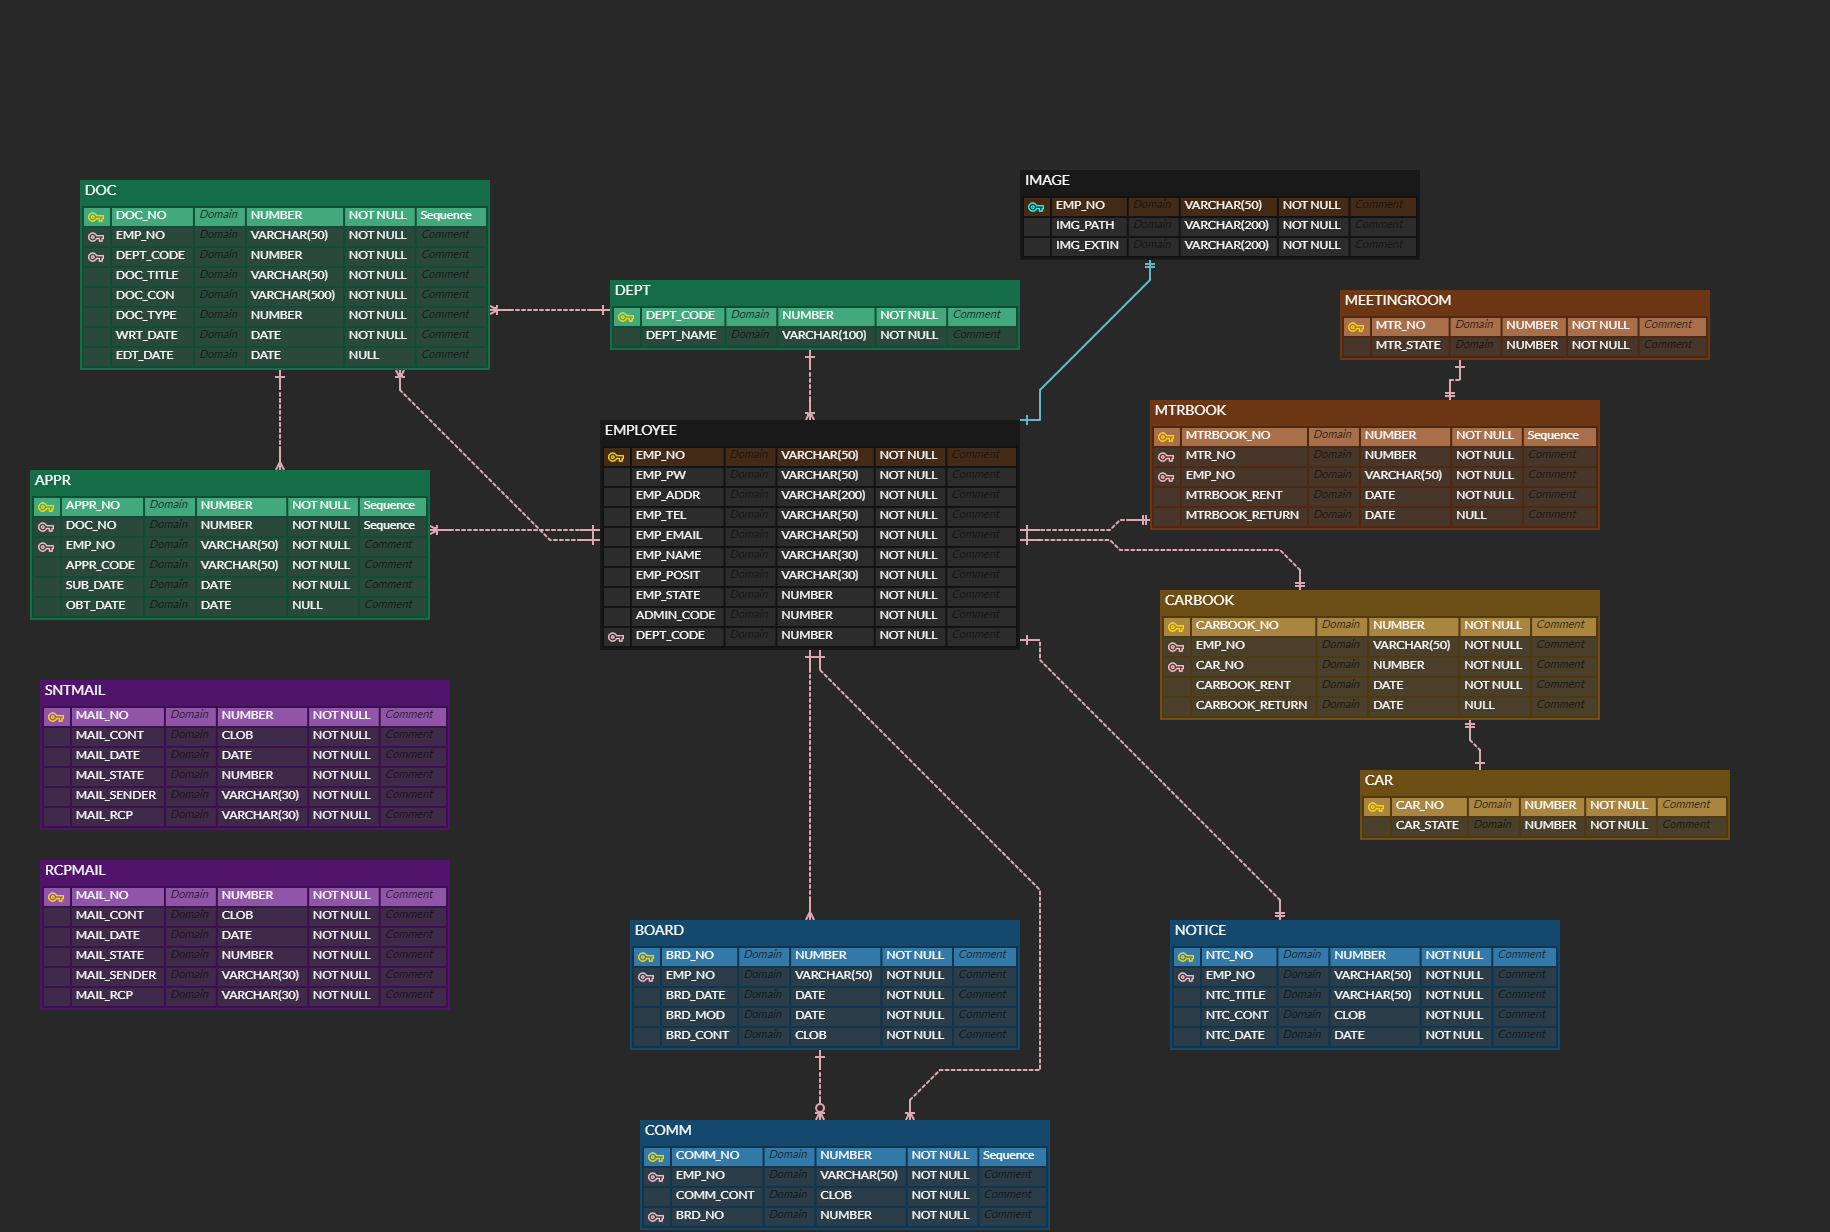 DOC
DOC_NO Domain NUMBER NOT NULL Sequence
EMP_NO Domain VARCHAR(50) NOT NULL Comment
DEPT_CODE Domain NUMBER NOT NULL Comment
DOC_TITLE Domain VARCHAR(50) NOT NULL Comment
DOC_CON Domain VARCHAR(500) NOT NULL Comment
DOC_TYPE Domain NUMBER NOT NULL Comment
WRT_DATE Domain DATE NOT NULL Comment
EDT_DATE Domain DATE NULL Comment
DEPT
DEPT_CODE Domain NUMBER NOT NULL Comment
DEPT_NAME Domain VARCHAR(100) NOT NULL Comment
IMAGE
EMP_NO Domain VARCHAR(50) NOT NULL Comment
IMG_PATH Domain VARCHAR(200) NOT NULL Comment
IMG_EXTIN Domain VARCHAR(200) NOT NULL Comment
MEETINGROOM
MTR_NO Domain NUMBER NOT NULL Comment
MTR_STATE Domain NUMBER NOT NULL Comment
MTRBOOK
MTRBOOK_NO Domain NUMBER NOT NULL Sequence
MTR_NO Domain NUMBER NOT NULL Comment
EMP_NO Domain VARCHAR(50) NOT NULL Comment
MTRBOOK_RENT Domain DATE NOT NULL Comment
MTRBOOK_RETURN Domain DATE NULL Comment
EMPLOYEE
EMP_NO Domain VARCHAR(50) NOT NULL Comment
EMP_PW Domain VARCHAR(50) NOT NULL Comment
EMP_ADDR Domain VARCHAR(200) NOT NULL Comment
EMP_TEL Domain VARCHAR(50) NOT NULL Comment
EMP_EMAIL Domain VARCHAR(50) NOT NULL Comment
EMP_NAME Domain VARCHAR(30) NOT NULL Comment
EMP_POSIT Domain VARCHAR(30) NOT NULL Comment
EMP_STATE Domain NUMBER NOT NULL Comment
ADMIN_CODE Domain NUMBER NOT NULL Comment
DEPT_CODE Domain NUMBER NOT NULL Comment
APPR
APPR_NO Domain NUMBER NOT NULL Sequence
DOC_NO Domain NUMBER NOT NULL Sequence
EMP_NO Domain VARCHAR(50) NOT NULL Comment
APPR_CODE Domain VARCHAR(50) NOT NULL Comment
SUB_DATE Domain DATE NOT NULL Comment
OBT_DATE Domain DATE NULL Comment
CARBOOK
CARBOOK_NO Domain NUMBER NOT NULL Comment
EMP_NO Domain VARCHAR(50) NOT NULL Comment
CAR_NO Domain NUMBER NOT NULL Comment
CARBOOK_RENT Domain DATE NOT NULL Comment
CARBOOK_RETURN Domain DATE NULL Comment
SNTMAIL
MAIL_NO Domain NUMBER NOT NULL Comment
MAIL_CONT Domain CLOB NOT NULL Comment
MAIL_DATE Domain DATE NOT NULL Comment
MAIL_STATE Domain NUMBER NOT NULL Comment
MAIL_SENDER Domain VARCHAR(30) NOT NULL Comment
MAIL_RCP Domain VARCHAR(30) NOT NULL Comment
CAR
CAR_NO Domain NUMBER NOT NULL Comment
CAR_STATE Domain NUMBER NOT NULL Comment
RCPMAIL
MAIL_NO Domain NUMBER NOT NULL Comment
MAIL_CONT Domain CLOB NOT NULL Comment
MAIL_DATE Domain DATE NOT NULL Comment
MAIL_STATE Domain NUMBER NOT NULL Comment
MAIL_SENDER Domain VARCHAR(30) NOT NULL Comment
MAIL_RCP Domain VARCHAR(30) NOT NULL Comment
BOARD
BRD_NO Domain NUMBER NOT NULL Comment
EMP_NO Domain VARCHAR(50) NOT NULL Comment
BRD_DATE Domain DATE NOT NULL Comment
BRD_MOD Domain DATE NOT NULL Comment
BRD_CONT Domain CLOB NOT NULL Comment
NOTICE
NTC_NO Domain NUMBER NOT NULL Comment
EMP_NO Domain VARCHAR(50) NOT NULL Comment
NTC_TITLE Domain VARCHAR(50) NOT NULL Comment
NTC_CONT Domain CLOB NOT NULL Comment
NTC_DATE Domain DATE NOT NULL Comment
COMM
COMM_NO Domain NUMBER NOT NULL Sequence
EMP_NO Domain VARCHAR(50) NOT NULL Comment
COMM_CONT Domain CLOB NOT NULL Comment
BRD_NO Domain NUMBER NOT NULL Comment